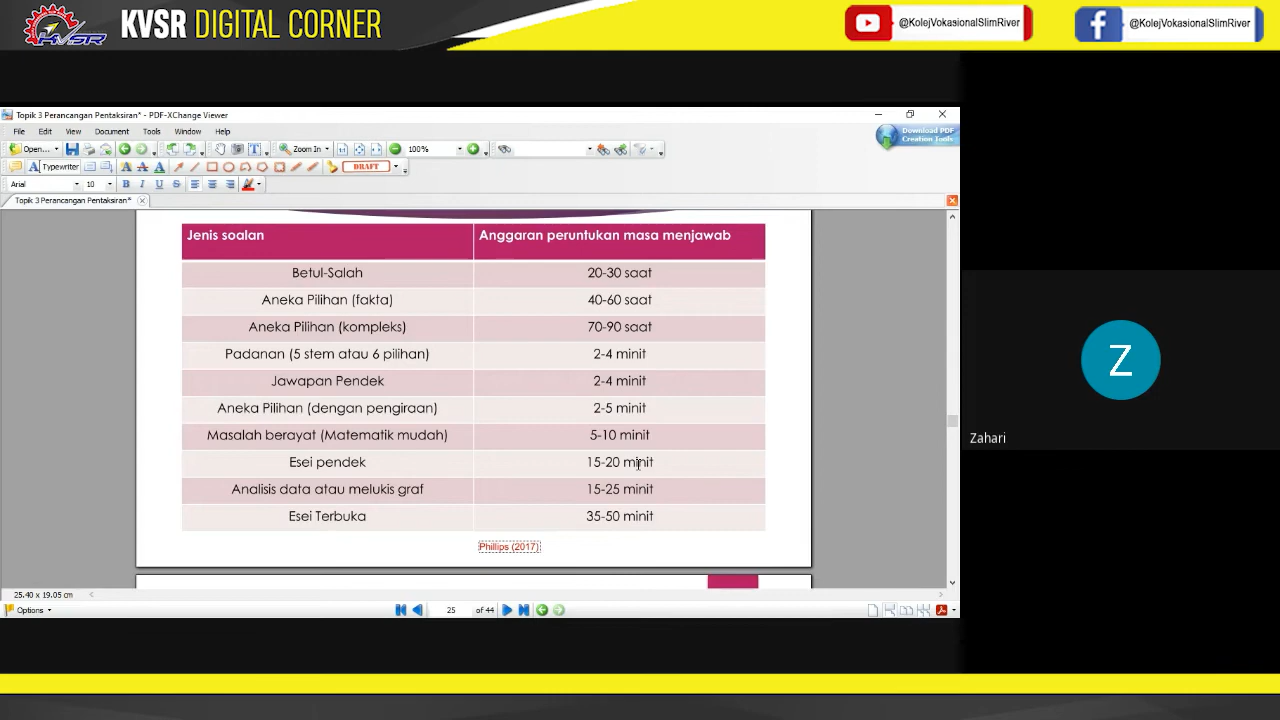 KVSR
KVSR DIGITAL CORNER
@KolejVokasionalSlimRiver
@KolejVokasionalSlimRiver
Topik 3 Perancangan Pentaksiran* - PDF-XChange Viewer
File Edit View Document Tools Window Help
Download PDF
Creation Tools
Open...
Zoom In
100%
Typewriter
DRAFT
Arial
10
B I U S
Topik 3 Perancangan Pentaksiran*
Jenis soalan Anggaran peruntukan masa menjawab
Betul-Salah 20-30 saat
Aneka Pilihan (fakta) 40-60 saat
Aneka Pilihan (kompleks) 70-90 saat
Padanan (5 stem atau 6 pilihan) 2-4 minit
Jawapan Pendek 2-4 minit
Aneka Pilihan (dengan pengiraan) 2-5 minit
Masalah berayat (Matematik mudah) 5-10 minit
Esei pendek 15-20 minit
Analisis data atau melukis graf 15-25 minit
Esei Terbuka 35-50 minit
Phillips (2017)
25.40 x 19.05 cm
Options
25 of 44
Z
Zahari